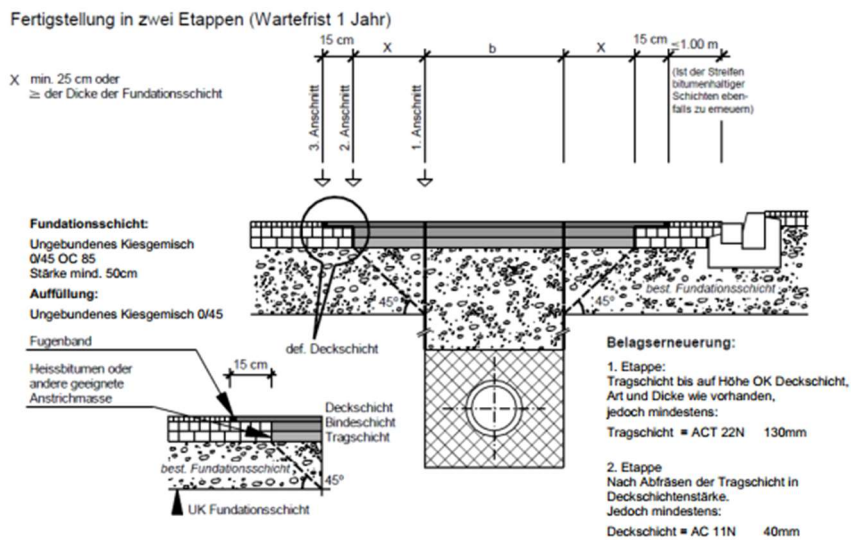 Fertigstellung in zwei Etappen (Wartefrist 1 Jahr)
15 cm
X
b
X
15 cm
≤1.00 m
X min. 25 cm oder
≥ der Dicke der Fundationsschicht
(Ist der Streifen
bitumenhaltiger
Schichten eben-
falls zu erneuern)
3. Anschnitt
2. Anschnitt
1. Anschnitt
Fundationsschicht:
Ungebundenes Kiesgemisch
0/45 OC 85
Stärke mind. 50cm
Auffüllung:
Ungebundenes Kiesgemisch 0/45
45°
45°
best. Fundationsschicht
def. Deckschicht
Fugenband
15 cm
Heissbitumen oder
andere geeignete
Anstrichmasse
Deckschicht
Bindeschicht
Tragschicht
best. Fundationsschicht
45°
UK Fundationsschicht
Belagserneuerung:
1. Etappe:
Tragschicht bis auf Höhe OK Deckschicht,
Art und Dicke wie vorhanden,
jedoch mindestens:
Tragschicht = ACT 22N 130mm
2. Etappe
Nach Abfräsen der Tragschicht in
Deckschichtenstärke.
Jedoch mindestens:
Deckschicht = AC 11N 40mm